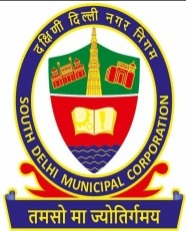 दक्षिणी दिल्ली नगर निगम
SOUTH DELHI MUNICIPAL CORPORATION
तमसो मा ज्योतिर्गमय